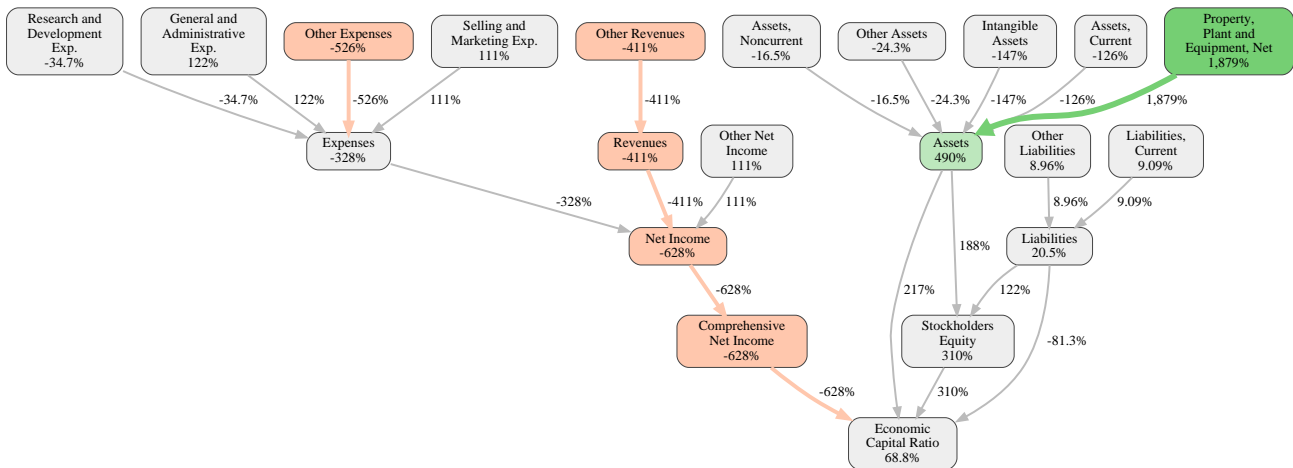 Research and
Development
Exp.
-34.7%
General and
Administrative
Exp.
122%
Other Expenses
-526%
Selling and
Marketing Exp.
111%
Other Revenues
-411%
Assets,
Noncurrent
-16.5%
Other Assets
-24.3%
Intangible
Assets
-147%
Assets,
Current
-126%
Property,
Plant and
Equipment, Net
1,879%
-34.7%
122%
-526%
111%
-411%
-16.5%
-24.3%
-147%
-126%
1,879%
Expenses
-328%
Revenues
-411%
Other Net
Income
111%
Assets
490%
Other
Liabilities
8.96%
Liabilities,
Current
9.09%
-328%
-411%
111%
8.96%
9.09%
Net Income
-628%
188%
Liabilities
20.5%
-628%
217%
122%
Comprehensive
Net Income
-628%
Stockholders
Equity
310%
-81.3%
-628%
310%
Economic
Capital Ratio
68.8%